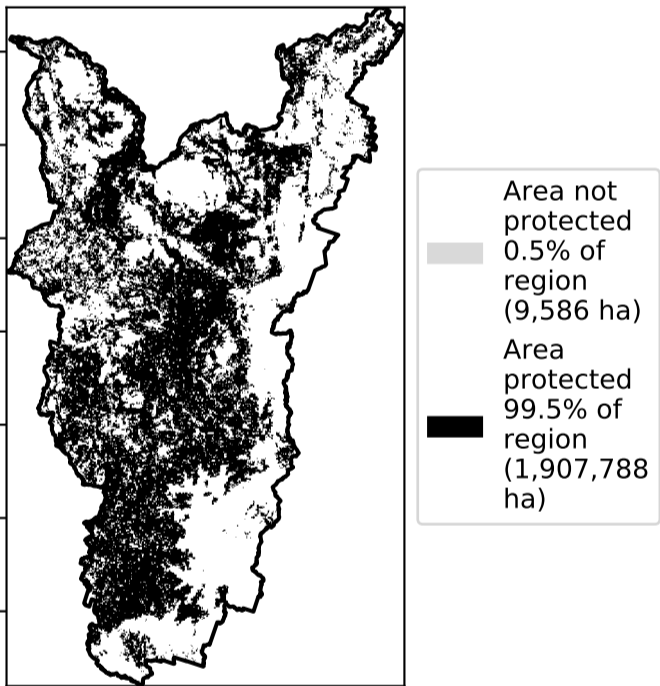 Area not
protected
0.5% of
region
(9,586 ha)
Area
protected
99.5% of
region
(1,907,788
ha)